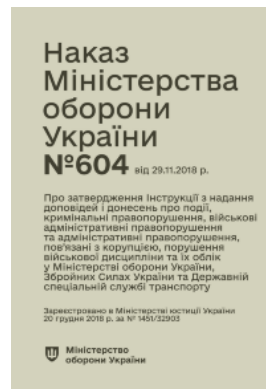 Наказ
Міністерства
оборони
України
№604 від 29.11.2018 р.
Про затвердження Інструкції з надання
доповідей і донесень про події,
кримінальні правопорушення, військові
адміністративні правопорушення
та адміністративні правопорушення,
пов'язані з корупцією, порушення
військової дисципліни та їх облік
у Міністерстві оборони України,
Збройних Силах України та Державній
спеціальній службі транспорту
Зареєстровано в Міністерстві юстиції України
20 грудня 2018 р. за № 1451/32903
Міністерство
оборони України